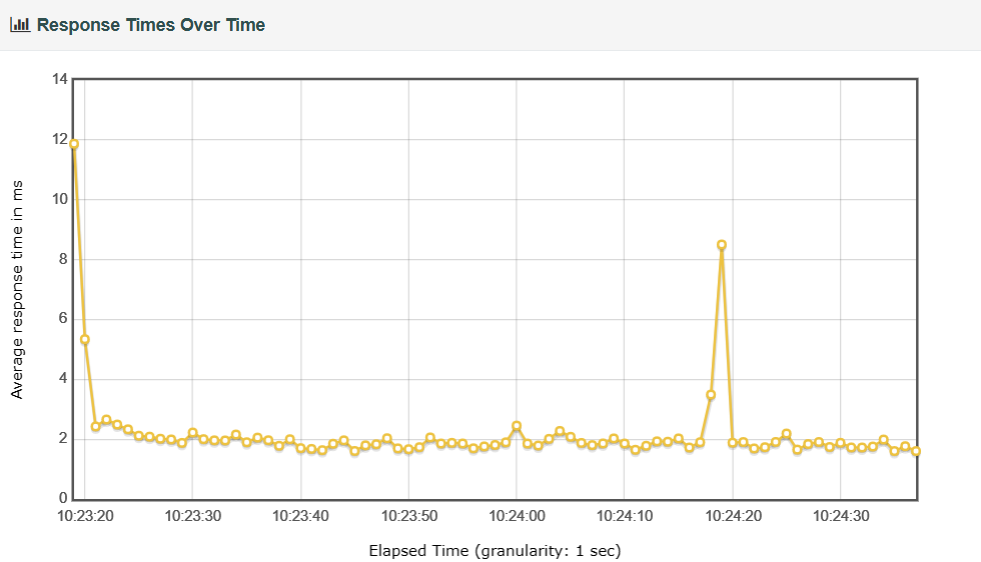 Response Times Over Time
14
12
10
8
6
4
2
0
Average response time in ms
10:23:20 10:23:30 10:23:40 10:23:50 10:24:00 10:24:10 10:24:20 10:24:30
Elapsed Time (granularity: 1 sec)